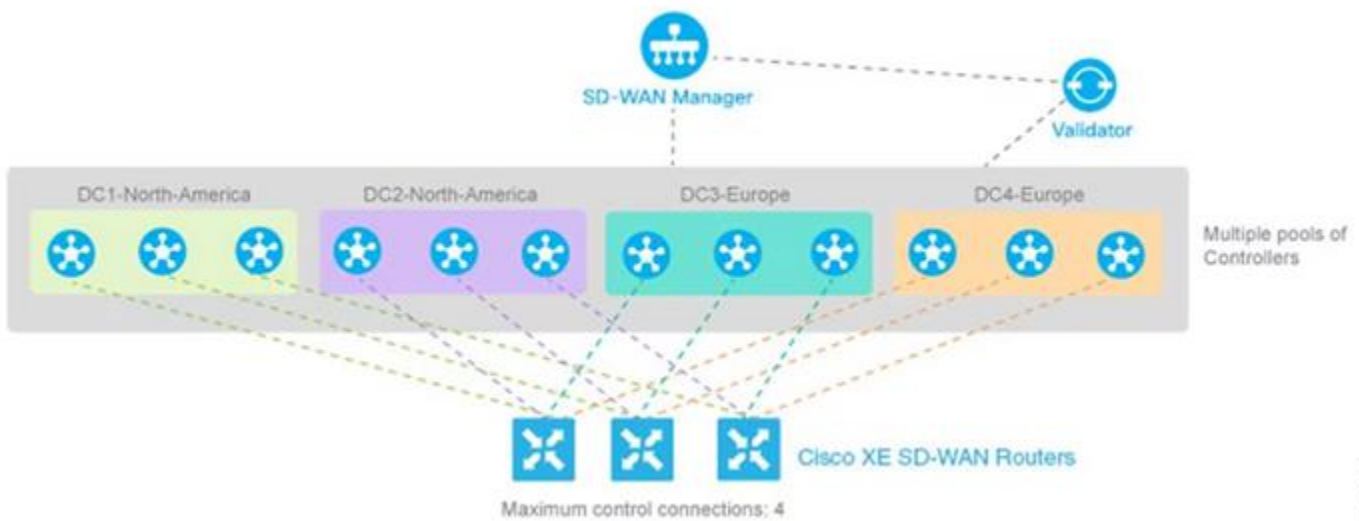 SD-WAN Manager
Validator
DC1-North-America
DC2-North-America
DC3-Europe
DC4-Europe
Multiple pools of
Controllers
Cisco XE SD-WAN Routers
Maximum control connections: 4